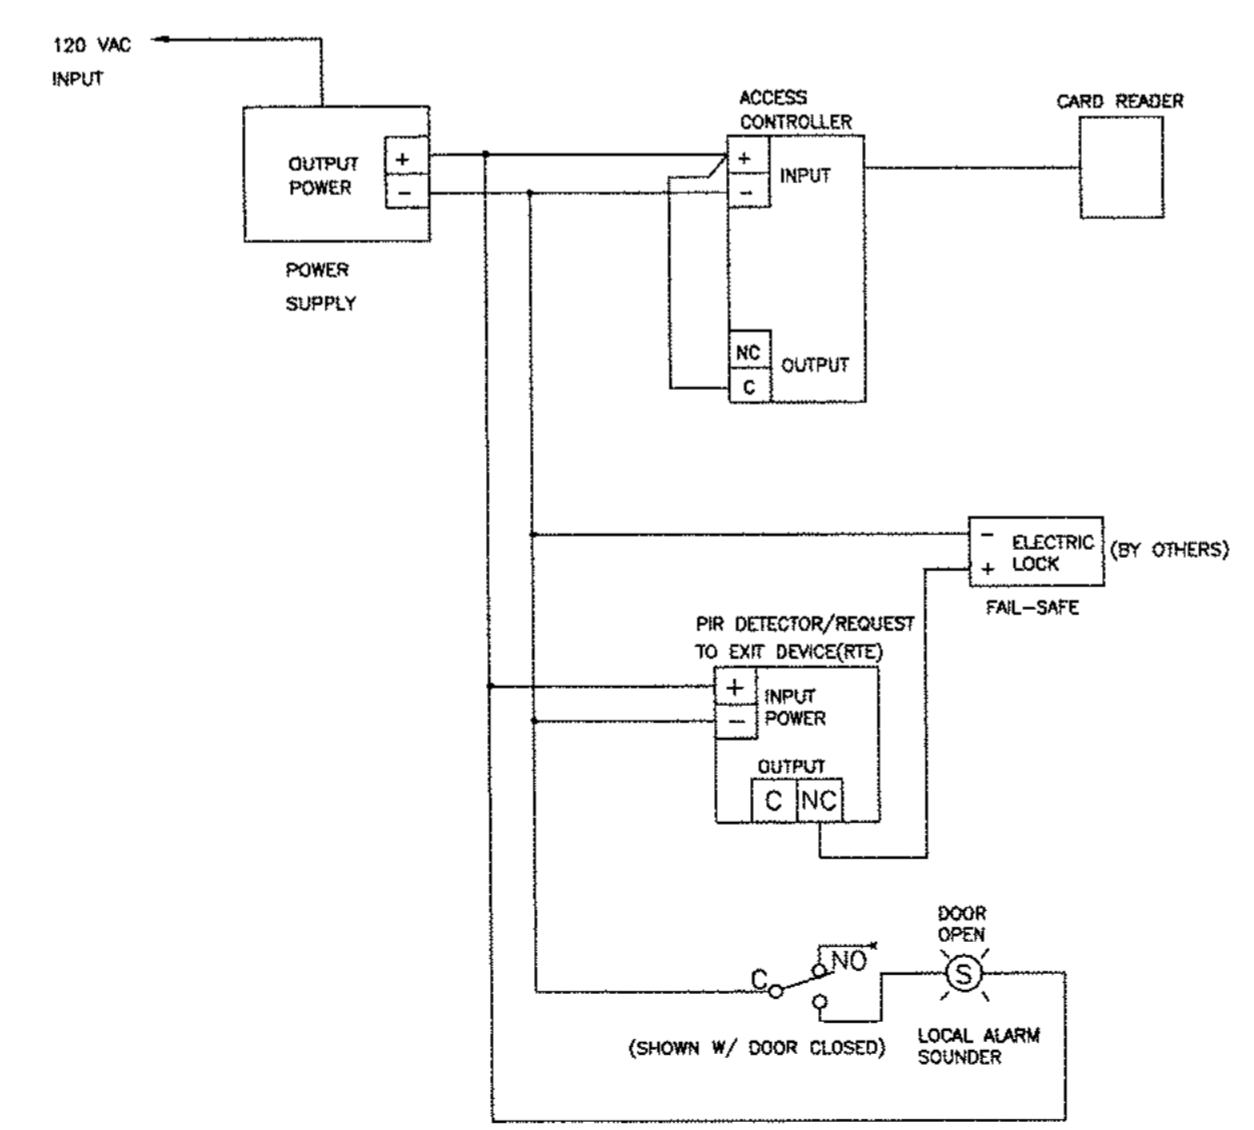 120 VAC
INPUT
OUTPUT
POWER
+
-
POWER
SUPPLY
ACCESS
CONTROLLER
+
-
INPUT
NC
C
OUTPUT
CARD READER
-
+
ELECTRIC
LOCK
(BY OTHERS)
FAIL-SAFE
PIR DETECTOR/REQUEST
TO EXIT DEVICE(RTE)
+
-
INPUT
POWER
OUTPUT
C NC
DOOR
OPEN
C
NO
S
(SHOWN W/ DOOR CLOSED)
LOCAL ALARM
SOUNDER